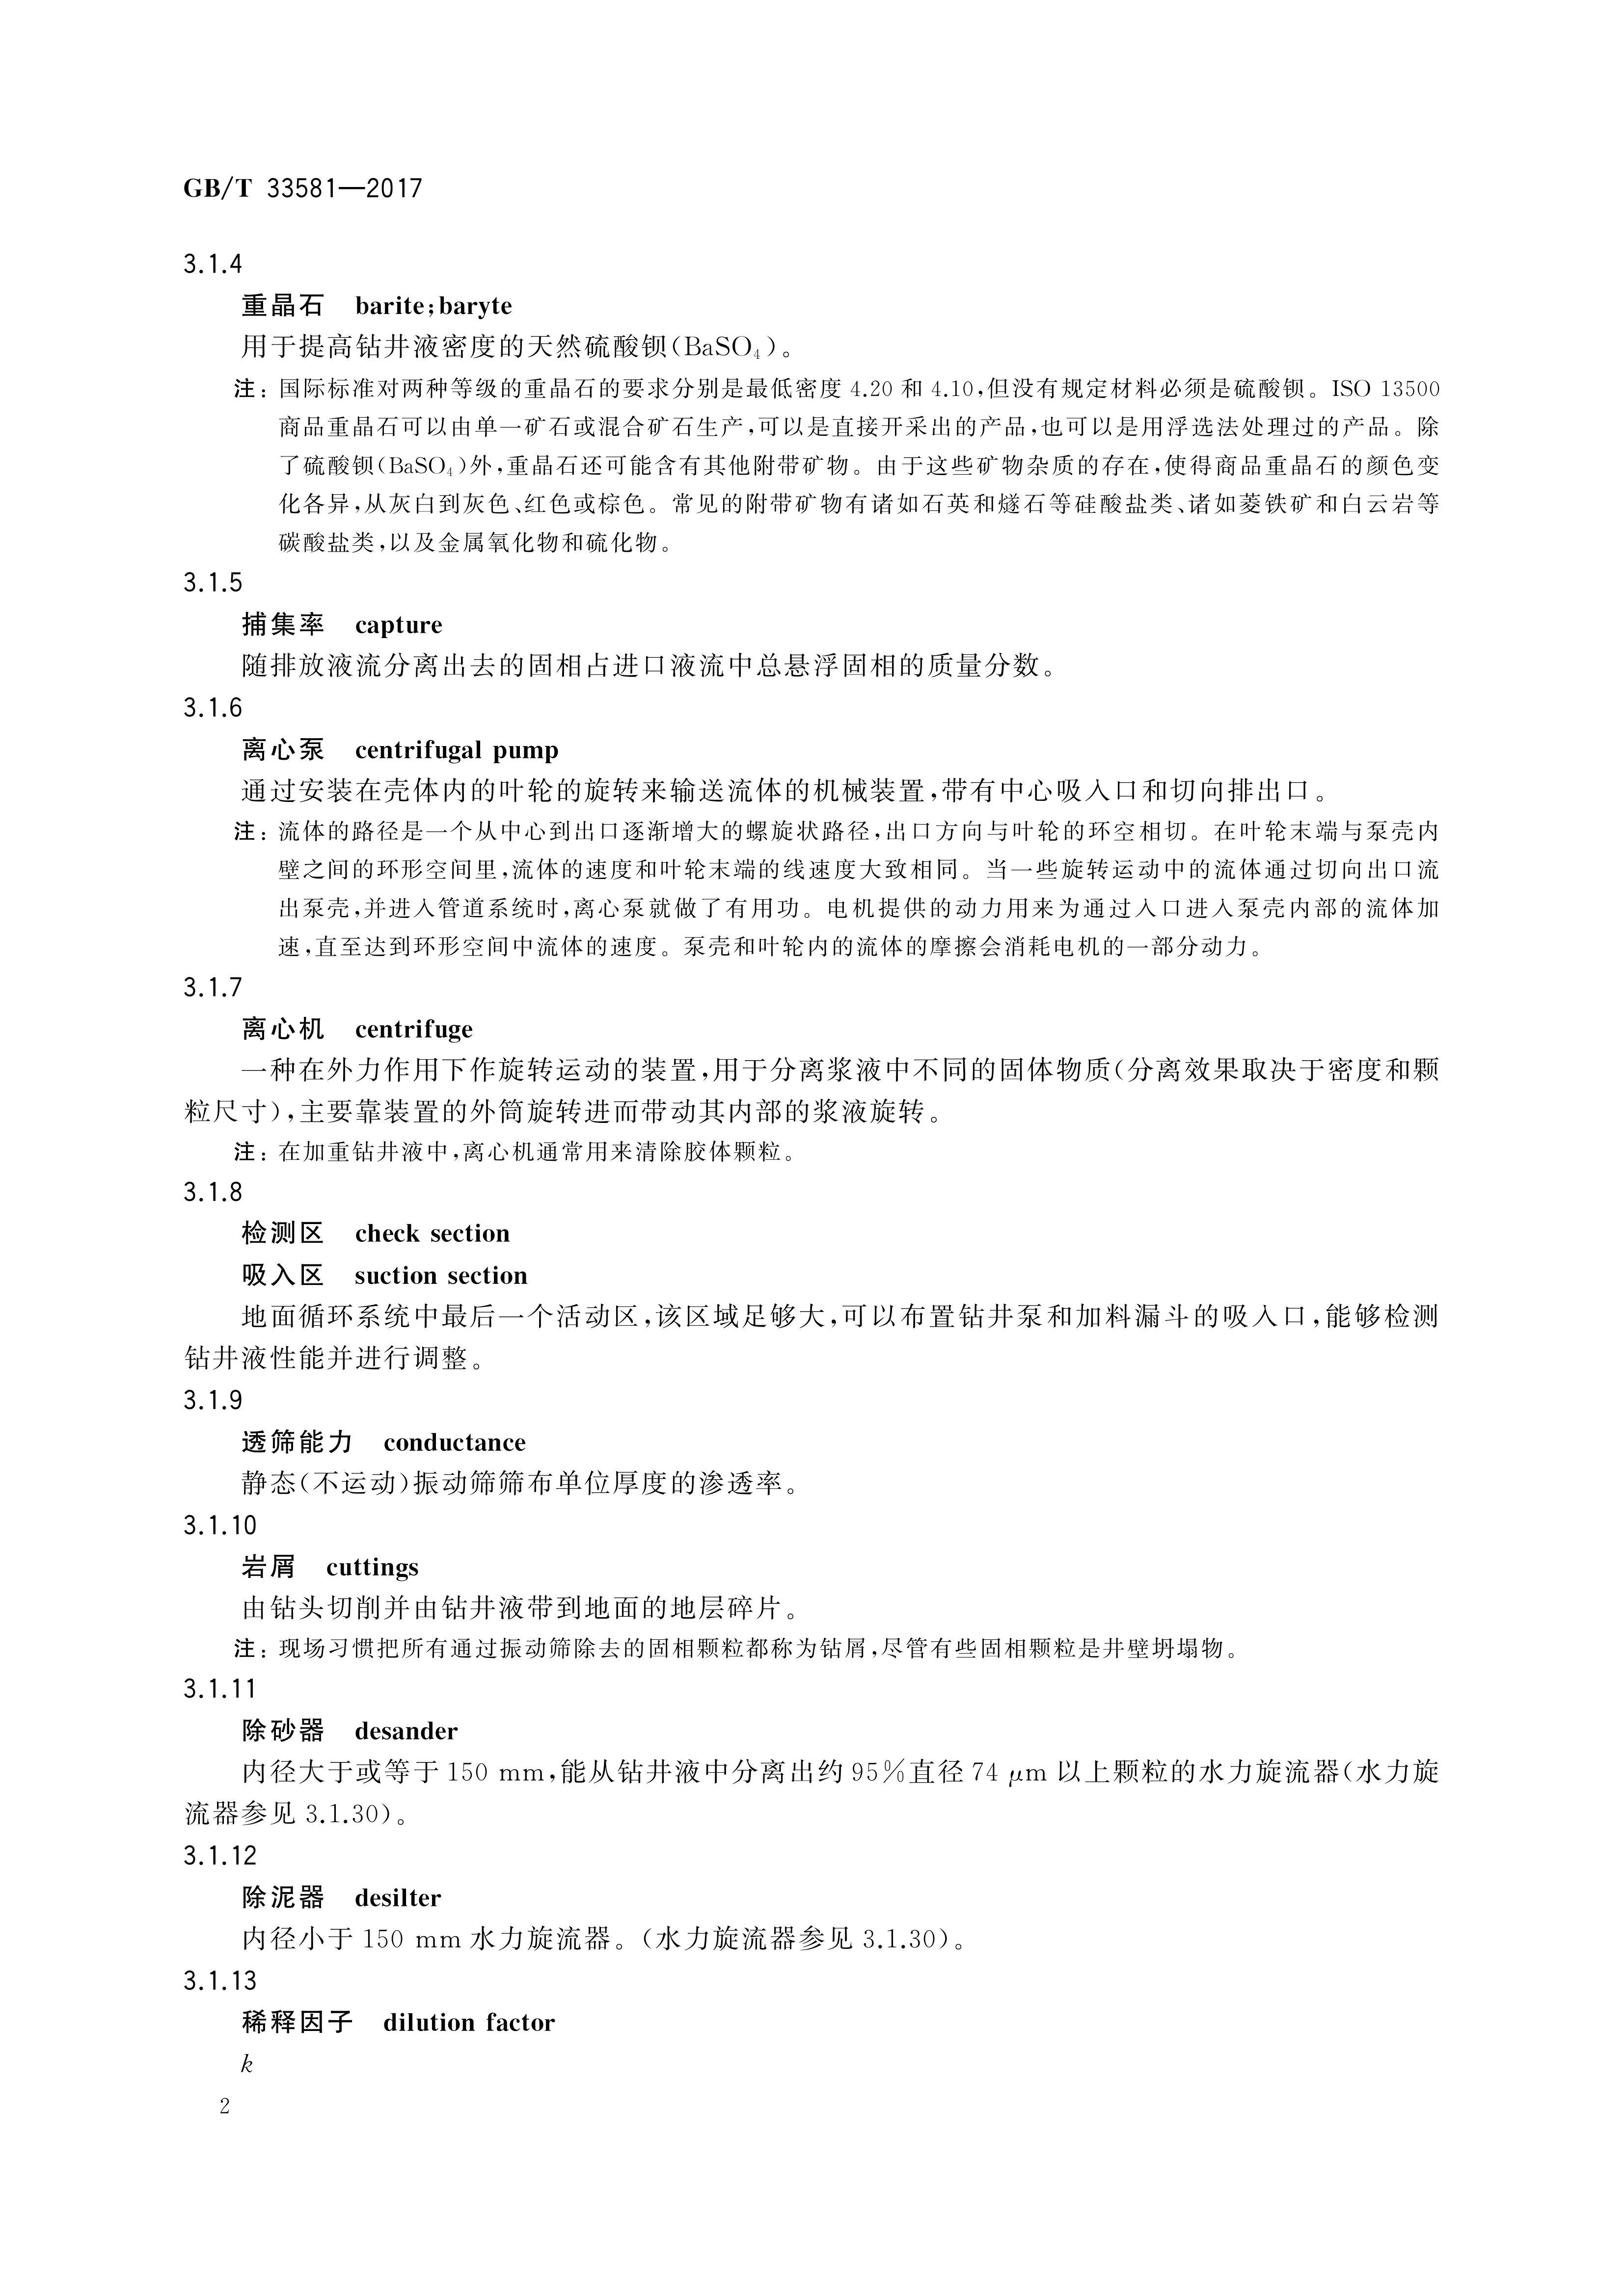 GB/T 33581—2017
3.1.4
重晶石 barite;baryte
用于提高钻井液密度的天然硫酸钡(BaSO₄)。
注：国际标准对两种等级的重晶石的要求分别是最低密度 4.20 和 4.10,但没有规定材料必须是硫酸钡。ISO 13500
商品重晶石可以由单一矿石或混合矿石生产,可以是直接开采出的产品,也可以是用浮选法处理过的产品。除
了硫酸钡(BaSO₄)外,重晶石还可能含有其他附带矿物。由于这些矿物杂质的存在,使得商品重晶石的颜色变
化各异,从灰白到灰色、红色或棕色。常见的附带矿物有诸如石英和燧石等硅酸盐类、诸如菱铁矿和白云岩等
碳酸盐类,以及金属氧化物和硫化物。
3.1.5
捕集率 capture
随排放液流分离出去的固相占进口液流中总悬浮固相的质量分数。
3.1.6
离心泵 centrifugal pump
通过安装在壳体内的叶轮的旋转来输送流体的机械装置,带有中心吸入口和切向排出口。
注：流体的路径是一个从中心到出口逐渐增大的螺旋状路径,出口方向与叶轮的环空相切。在叶轮末端与泵壳内
壁之间的环形空间里,流体的速度和叶轮末端的线速度大致相同。当一些旋转运动中的流体通过切向出口流
出泵壳,并进入管道系统时,离心泵就做了有用功。电机提供的动力用来为通过入口进入泵壳内部的流体加
速,直至达到环形空间中流体的速度。泵壳和叶轮内的流体的摩擦会消耗电机的一部分动力。
3.1.7
离心机 centrifuge
一种在外力作用下作旋转运动的装置,用于分离浆液中不同的固体物质(分离效果取决于密度和颗
粒尺寸),主要靠装置的外筒旋转进而带动其内部的浆液旋转。
注：在加重钻井液中,离心机通常用来清除胶体颗粒。
3.1.8
检测区 check section
吸入区 suction section
地面循环系统中最后一个活动区,该区域足够大,可以布置钻井泵和加料漏斗的吸入口,能够检测
钻井液性能并进行调整。
3.1.9
透筛能力 conductance
静态(不运动)振动筛筛布单位厚度的渗透率。
3.1.10
岩屑 cuttings
由钻头切削并由钻井液带到地面的地层碎片。
注：现场习惯把所有通过振动筛除去的固相颗粒都称为钻屑,尽管有些固相颗粒是井壁坍塌物。
3.1.11
除砂器 desander
内径大于或等于 150 mm,能从钻井液中分离出约 95%直径 74 μm 以上颗粒的水力旋流器(水力旋
流器参见 3.1.30)。
3.1.12
除泥器 desilter
内径小于 150 mm 水力旋流器。(水力旋流器参见 3.1.30)。
3.1.13
稀释因子 dilution factor
k
2